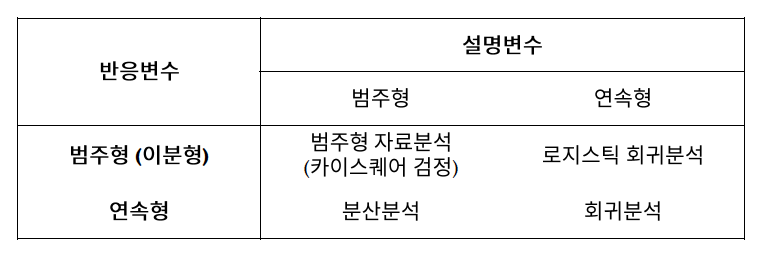 반응변수
설명변수
범주형
연속형
범주형 (이분형)
범주형 자료분석
(카이스퀘어 검정)
로지스틱 회귀분석
연속형
분산분석
회귀분석